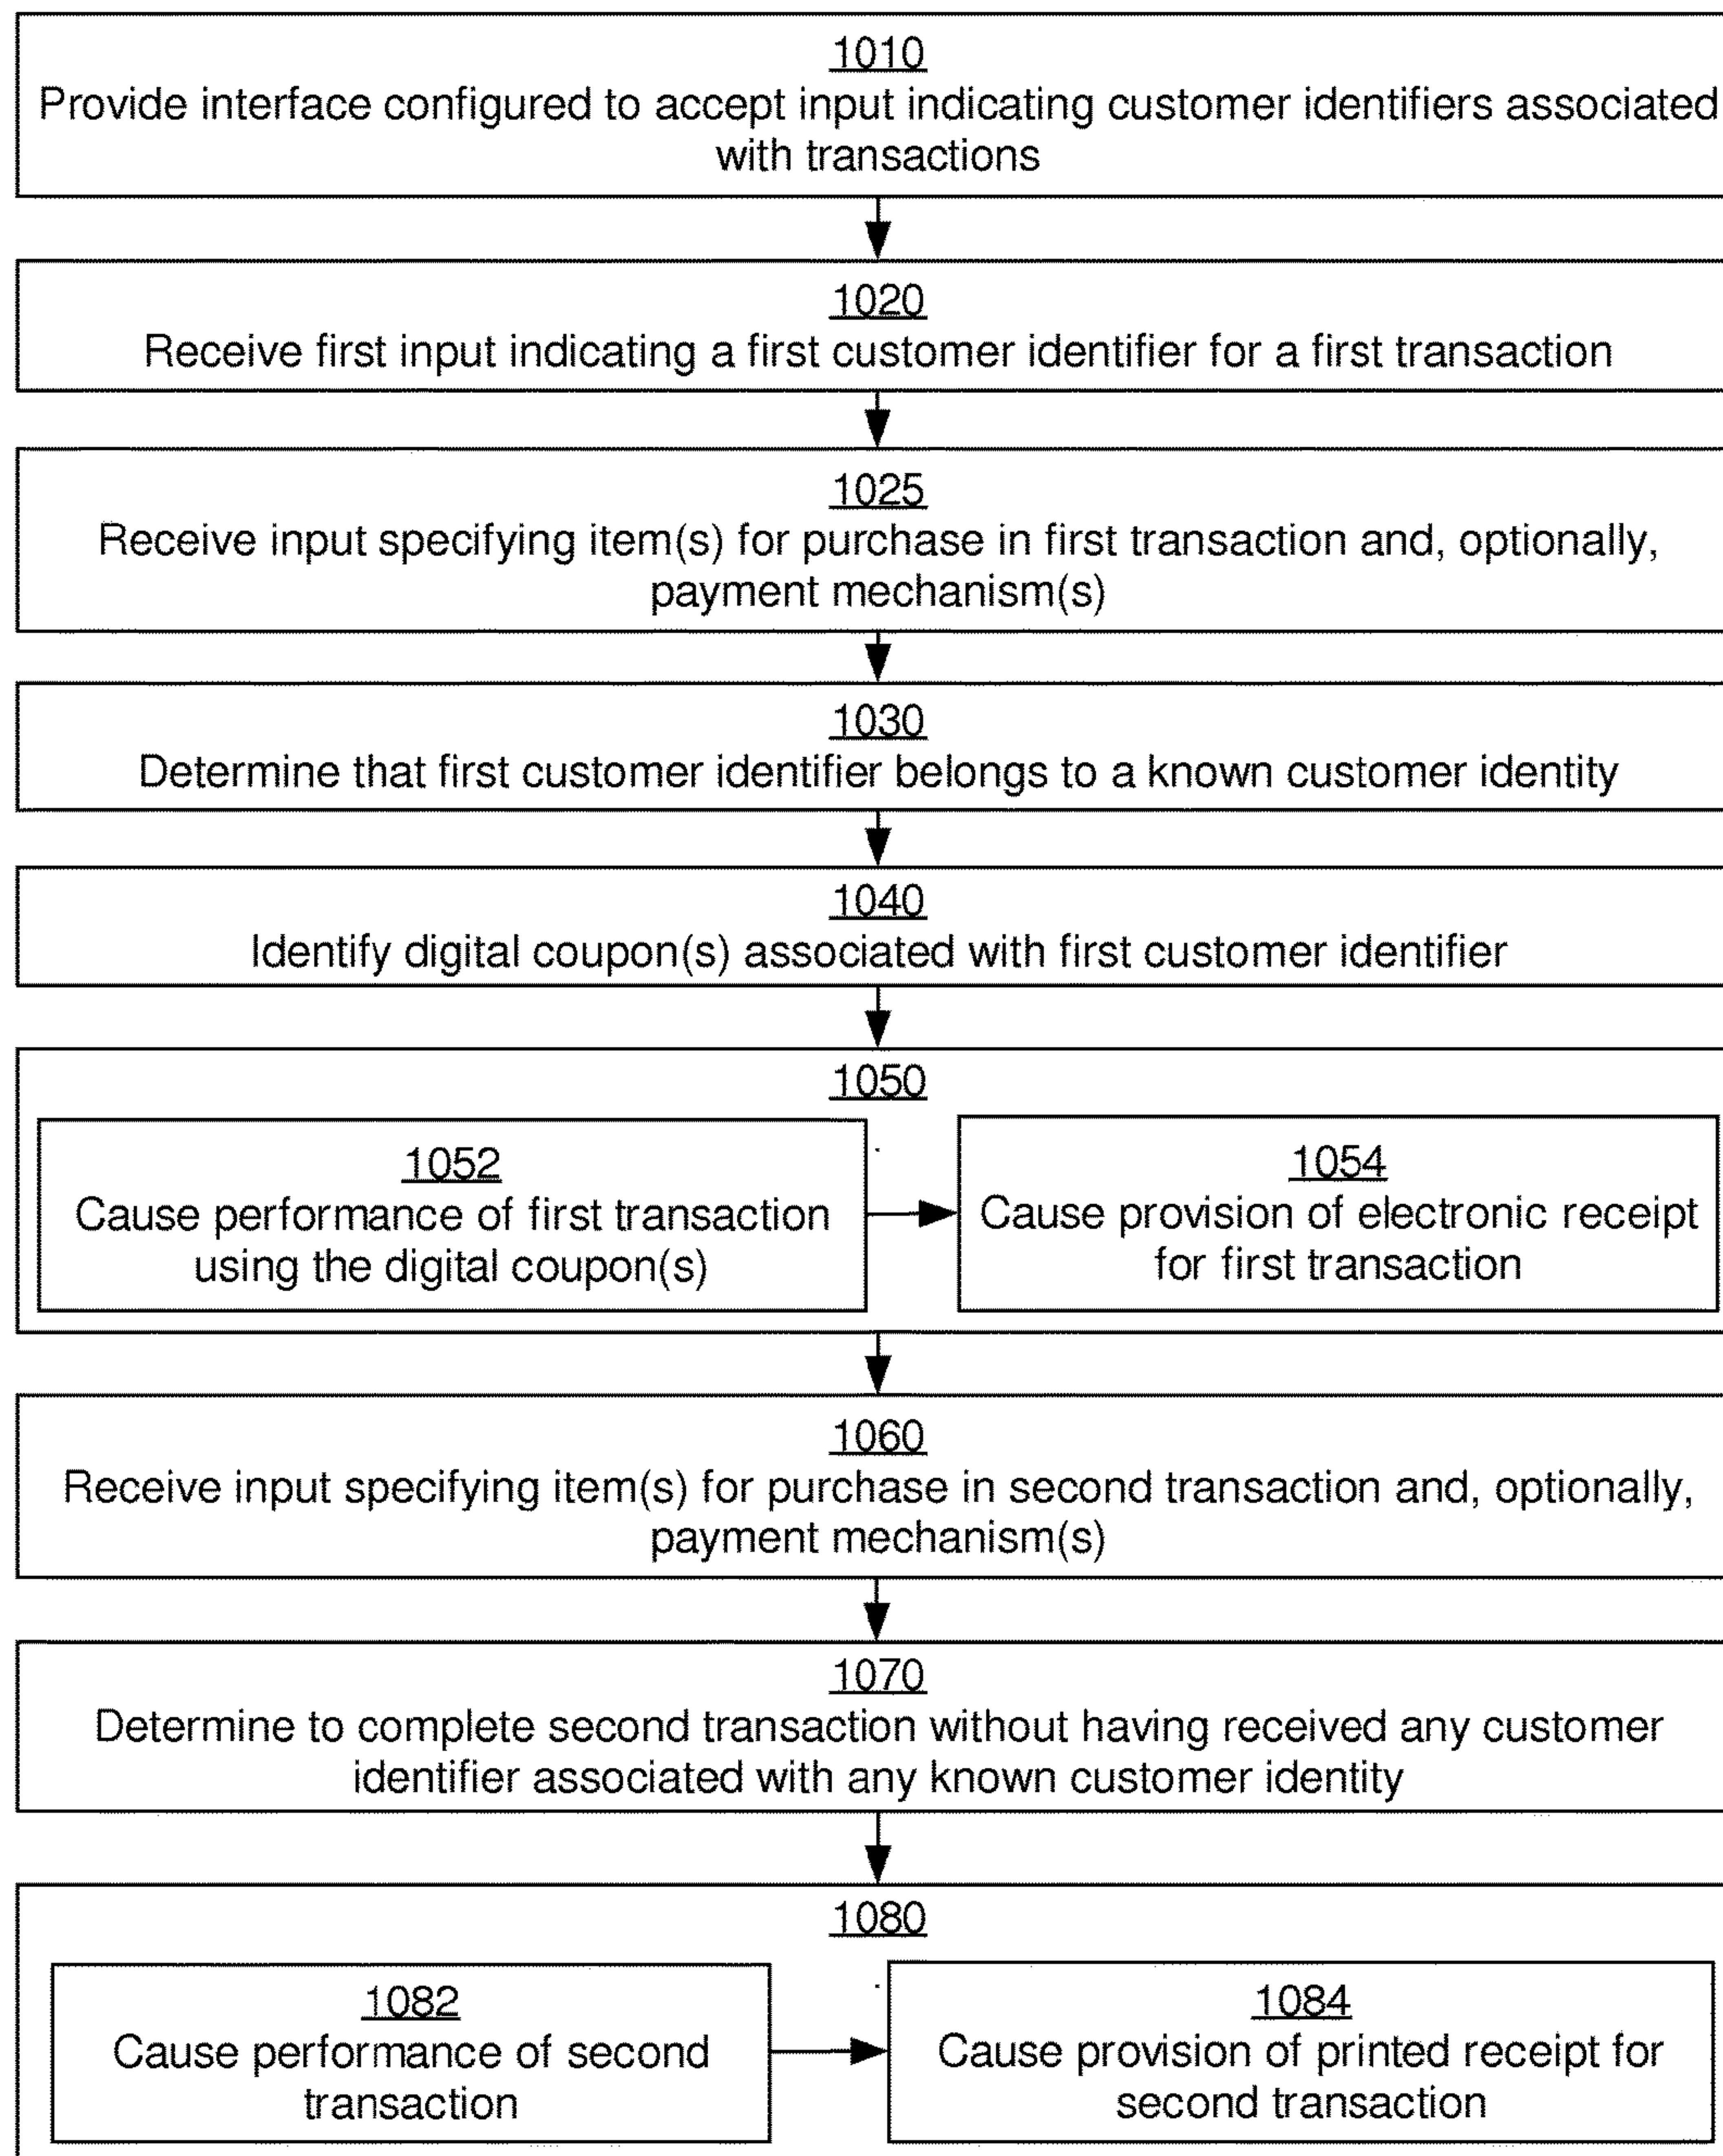 1010
Provide interface configured to accept input indicating customer identifiers associated
with transactions
1020
Receive first input indicating a first customer identifier for a first transaction
1025
Receive input specifying item(s) for purchase in first transaction and, optionally,
payment mechanism(s)
1030
Determine that first customer identifier belongs to a known customer identity
1040
Identify digital coupon(s) associated with first customer identifier
1050
1052
Cause performance of first transaction
using the digital coupon(s)
1054
Cause provision of electronic receipt
for first transaction
1060
Receive input specifying item(s) for purchase in second transaction and, optionally,
payment mechanism(s)
1070
Determine to complete second transaction without having received any customer
identifier associated with any known customer identity
1080
1082
Cause performance of second
transaction
1084
Cause provision of printed receipt for
second transaction